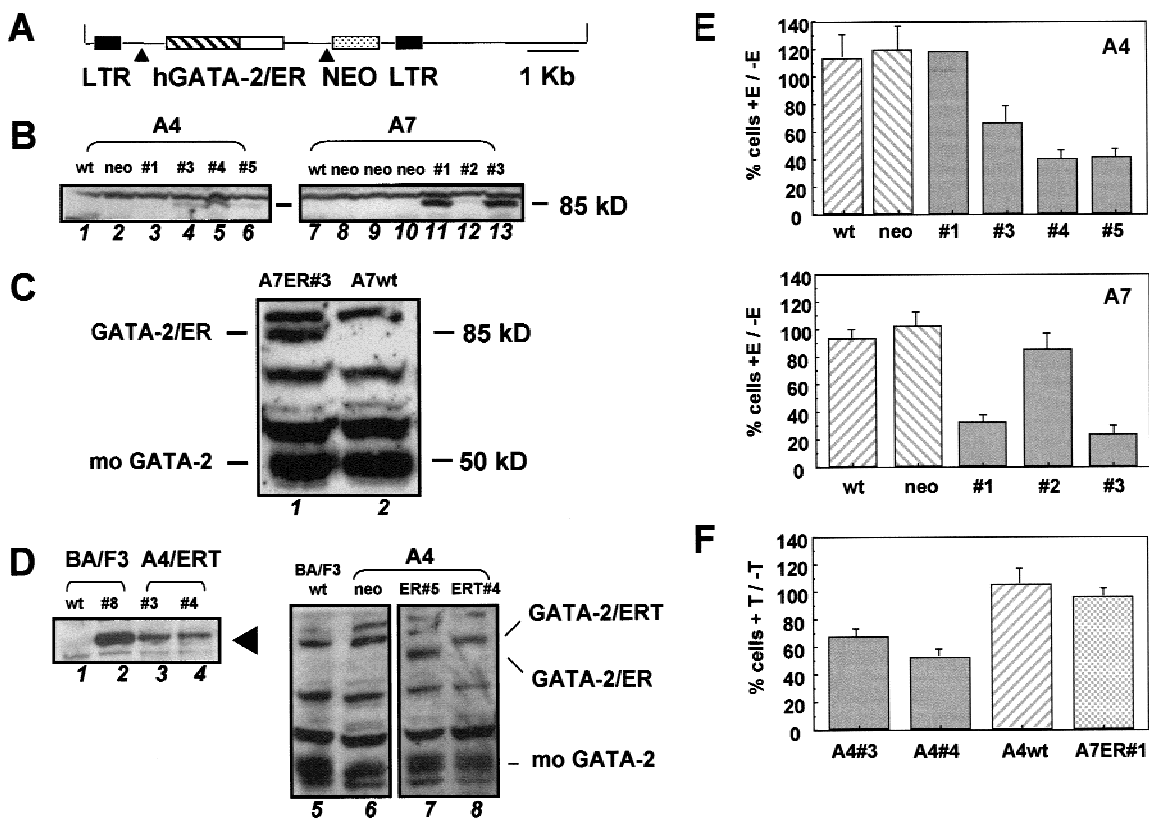 A
LTR hGATA-2/ER NEO LTR 1 Kb
B
A4 A7
wt neo #1 #3 #4 #5 wt neo neo neo #1 #2 #3
85 kD
1 2 3 4 5 6 7 8 9 10 11 12 13
C
A7ER#3 A7wt
GATA-2/ER 85 kD
mo GATA-2 50 kD
1 2
D
BA/F3 A4/ERT
wt #8 #3 #4
1 2 3 4
BA/F3 A4
wt neo ER#5 ERT#4
GATA-2/ERT
GATA-2/ER
mo GATA-2
5 6 7 8
E
A4
% cells +E / -E
140
120
100
80
60
40
20
0
wt neo #1 #3 #4 #5
A7
% cells +E / -E
140
120
100
80
60
40
20
0
wt neo #1 #2 #3
F
% cells + T / -T
140
120
100
80
60
40
20
0
A4#3 A4#4 A4wt A7ER#1